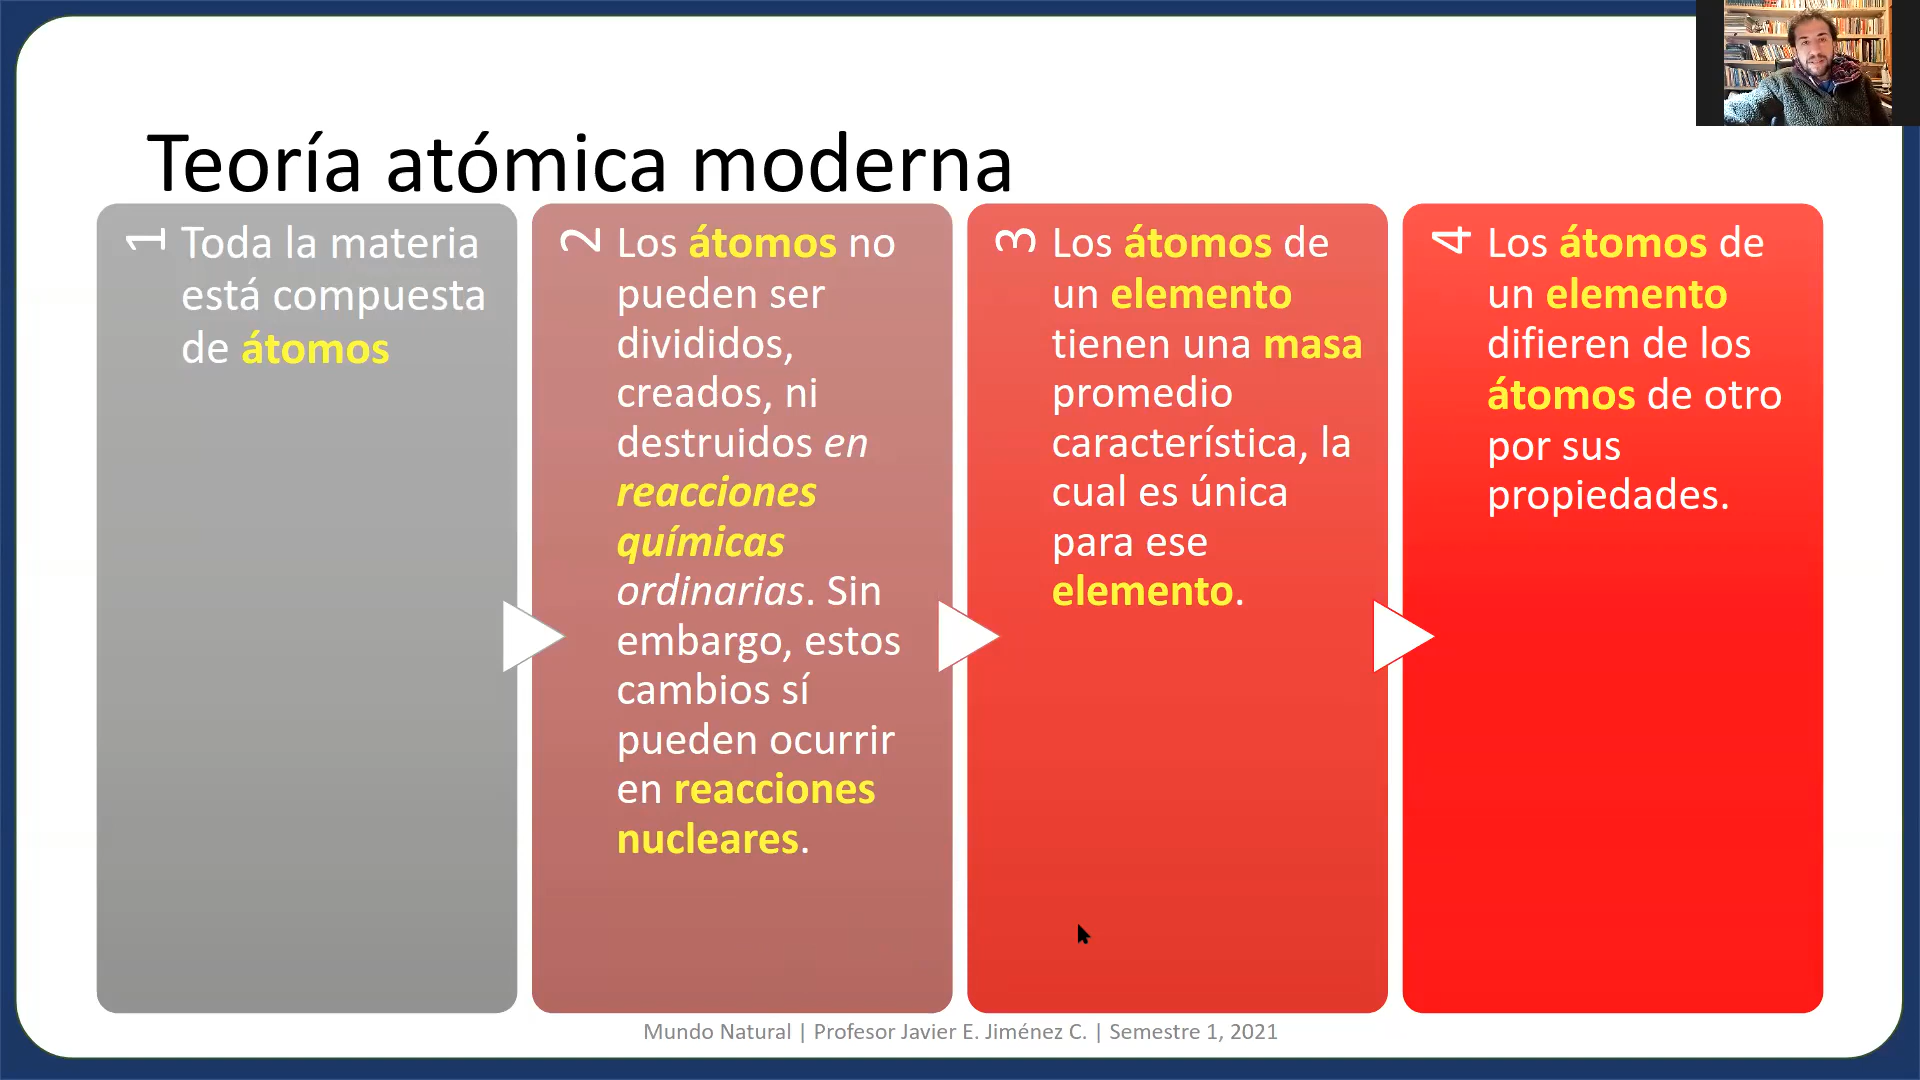 Teoría atómica moderna
1
Toda la materia
está compuesta
de átomos
2
Los átomos no
pueden ser
divididos,
creados, ni
destruidos en
reacciones
químicas
ordinarias. Sin
embargo, estos
cambios sí
pueden ocurrir
en reacciones
nucleares.
3
Los átomos de
un elemento
tienen una masa
promedio
característica, la
cual es única
para ese
elemento.
4
Los átomos de
un elemento
difieren de los
átomos de otro
por sus
propiedades.
Mundo Natural | Profesor Javier E. Jiménez C. | Semestre 1, 2021